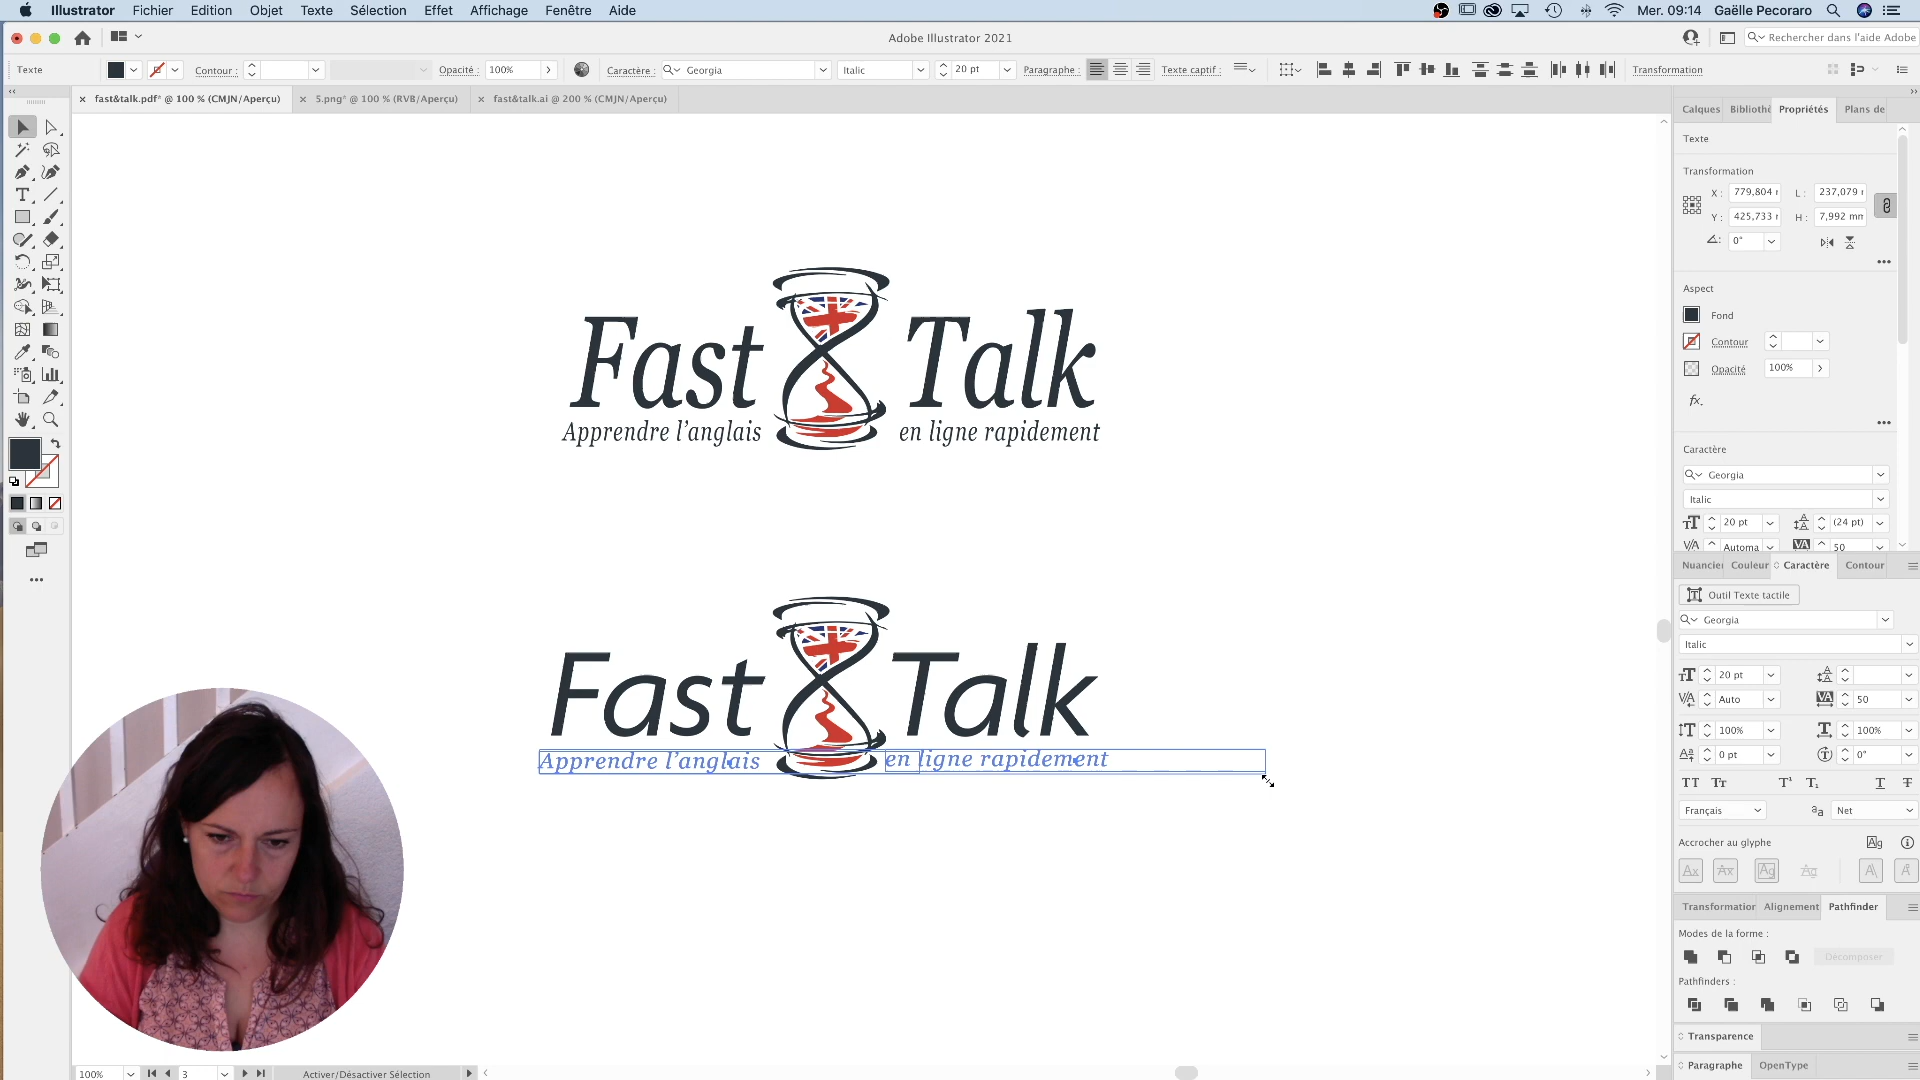 Illustrator Fichier Edition Objet Texte Sélection Effet Affichage Fenêtre Aide Mer. 09:14 Gaëlle Pecoraro
Adobe Illustrator 2021 Rechercher dans l'aide Adobe
Texte Contour : Opacité : 100% Caractère : Georgia Italic 20 pt Paragraphe : Texte captif : Transformation
fast&talk.pdf* @ 100 % (CMJN/Aperçu) 5.png* @ 100 % (RVB/Aperçu) fast&talk.ai @ 200 % (CMJN/Aperçu)
Calques Bibliothè Propriétés Plans de
Texte
Transformation
X : 779,804 L : 237,079
Y : 425,733 H : 7,992 mm
0°
Aspect
Fond
Contour
Opacité 100%
fx.
Caractère
Georgia
Italic
20 pt (24 pt)
Automa 50
Fast Talk
Apprendre l'anglais en ligne rapidement
Fast Talk
Apprendre l'anglais en ligne rapidement
Nuancier Couleur Caractère Contour
Outil Texte tactile
Georgia
Italic
20 pt
Auto 50
100% 100%
0 pt 0°
Français Net
Accrocher au glyphe
Transformation Alignement Pathfinder
Modes de la forme :
Décomposer
Pathfinders :
Transparence
Paragraphe OpenType
100% 3 Activer/Désactiver Sélection